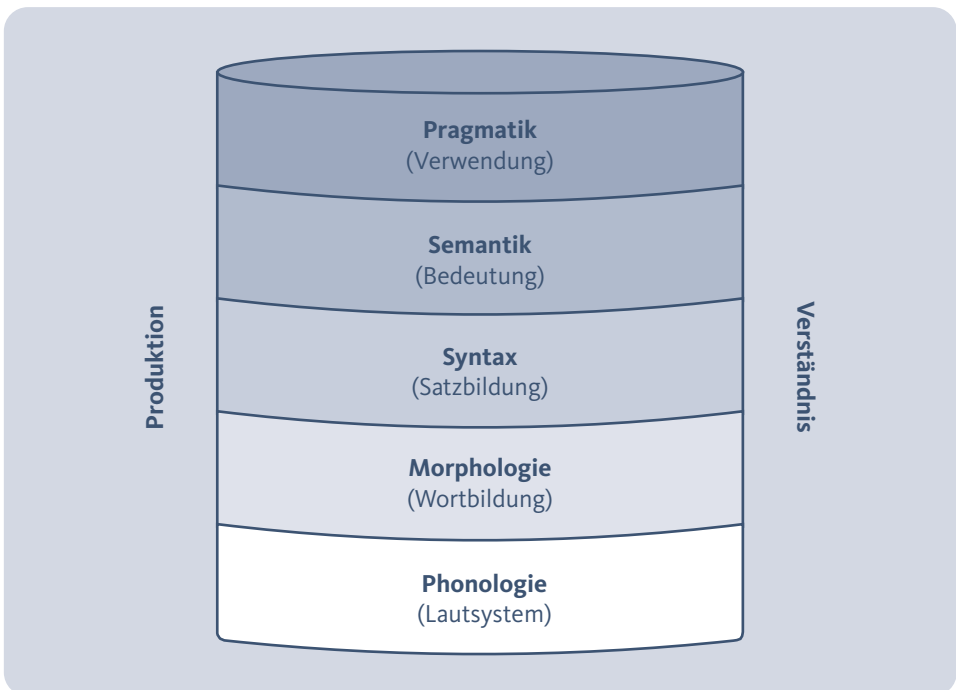 Pragmatik
(Verwendung)
Semantik
(Bedeutung)
Produktion
Syntax
(Satzbildung)
Verständnis
Morphologie
(Wortbildung)
Phonologie
(Lautsystem)